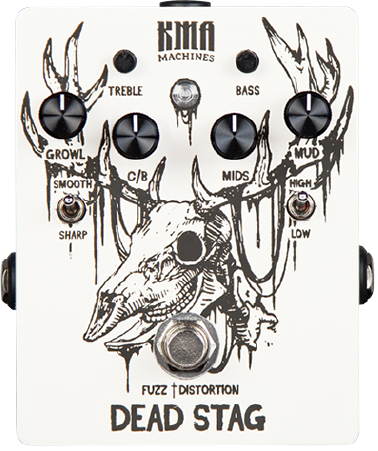 KMA
MACHINES
TREBLE BASS
GROWL C/B MIDS MUD
SMOOTH HIGH
SHARP LOW
FUZZ † DISTORTION
DEAD STAG